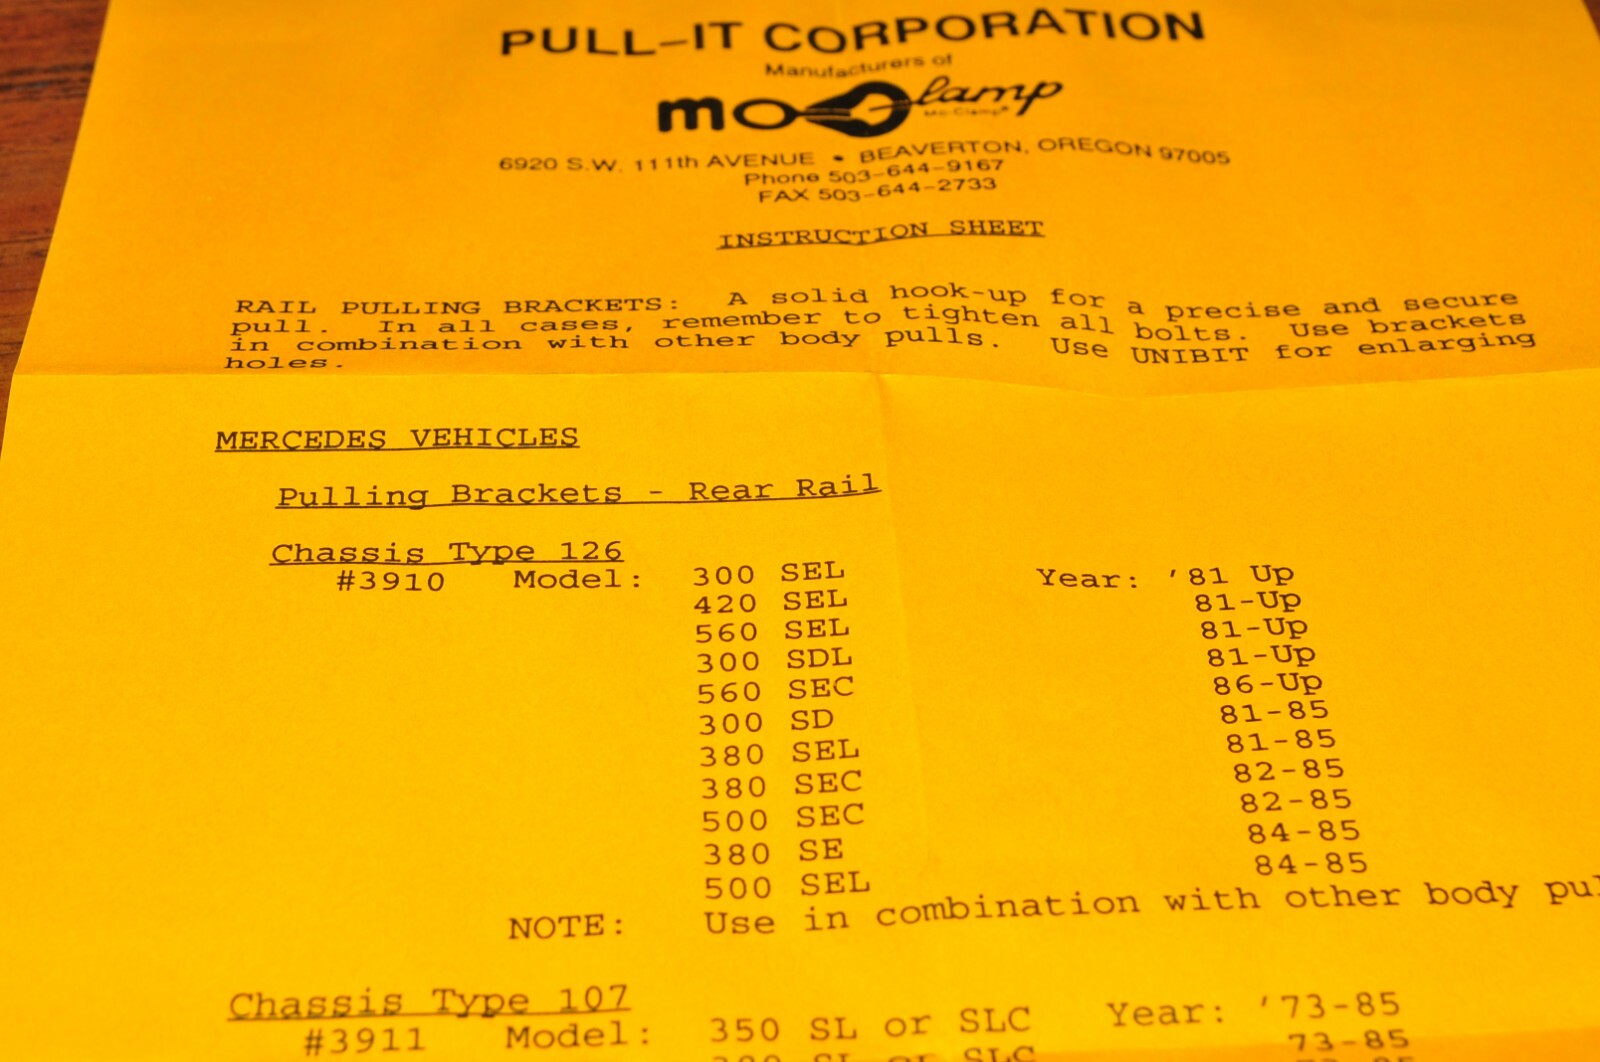 PULL-IT CORPORATION
Manufacturers of
mo clamp
Mo-Clamp®
6920 S.W. 111th AVENUE • BEAVERTON, OREGON 97005
Phone 503-644-9167
FAX 503-644-2733
INSTRUCTION SHEET
RAIL PULLING BRACKETS: A solid hook-up for a precise and secure
pull. In all cases, remember to tighten all bolts. Use brackets
in combination with other body pulls. Use UNIBIT for enlarging
holes.
MERCEDES VEHICLES
Pulling Brackets - Rear Rail
Chassis Type 126
#3910 Model: 300 SEL Year: '81 Up
420 SEL 81-Up
560 SEL 81-Up
300 SDL 81-Up
560 SEC 86-Up
300 SD 81-85
380 SEL 81-85
380 SEC 82-85
500 SEC 82-85
380 SE 84-85
500 SEL 84-85
NOTE: Use in combination with other body
Chassis Type 107
#3911 Model: 350 SL or SLC Year: '73-85
SL or SLC 73-85